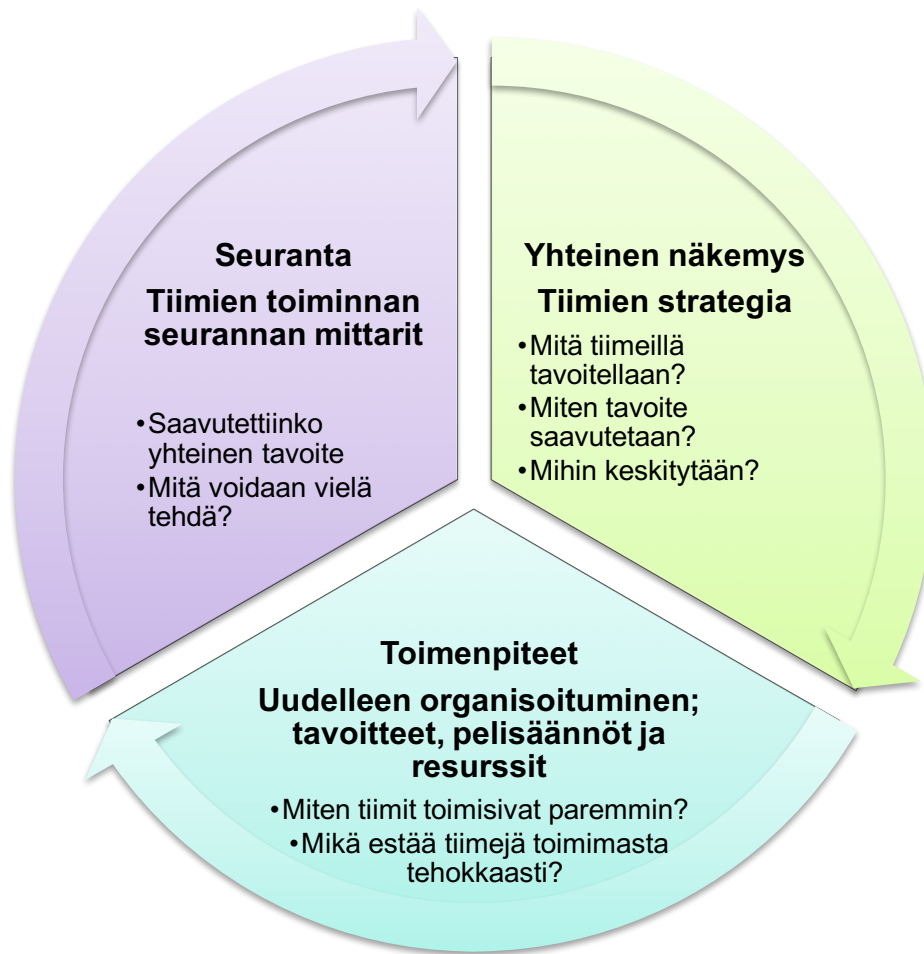 Seuranta
Tiimien toiminnan
seurannan mittarit
•Saavutettiinko
yhteinen tavoite
•Mitä voidaan vielä
tehdä?
Yhteinen näkemys
Tiimien strategia
•Mitä tiimeillä
tavoitellaan?
•Miten tavoite
saavutetaan?
•Mihin keskitytään?
Toimenpiteet
Uudelleen organisoituminen;
tavoitteet, pelisäännöt ja
resurssit
•Miten tiimit toimisivat paremmin?
•Mikä estää tiimejä toimimasta
tehokkaasti?